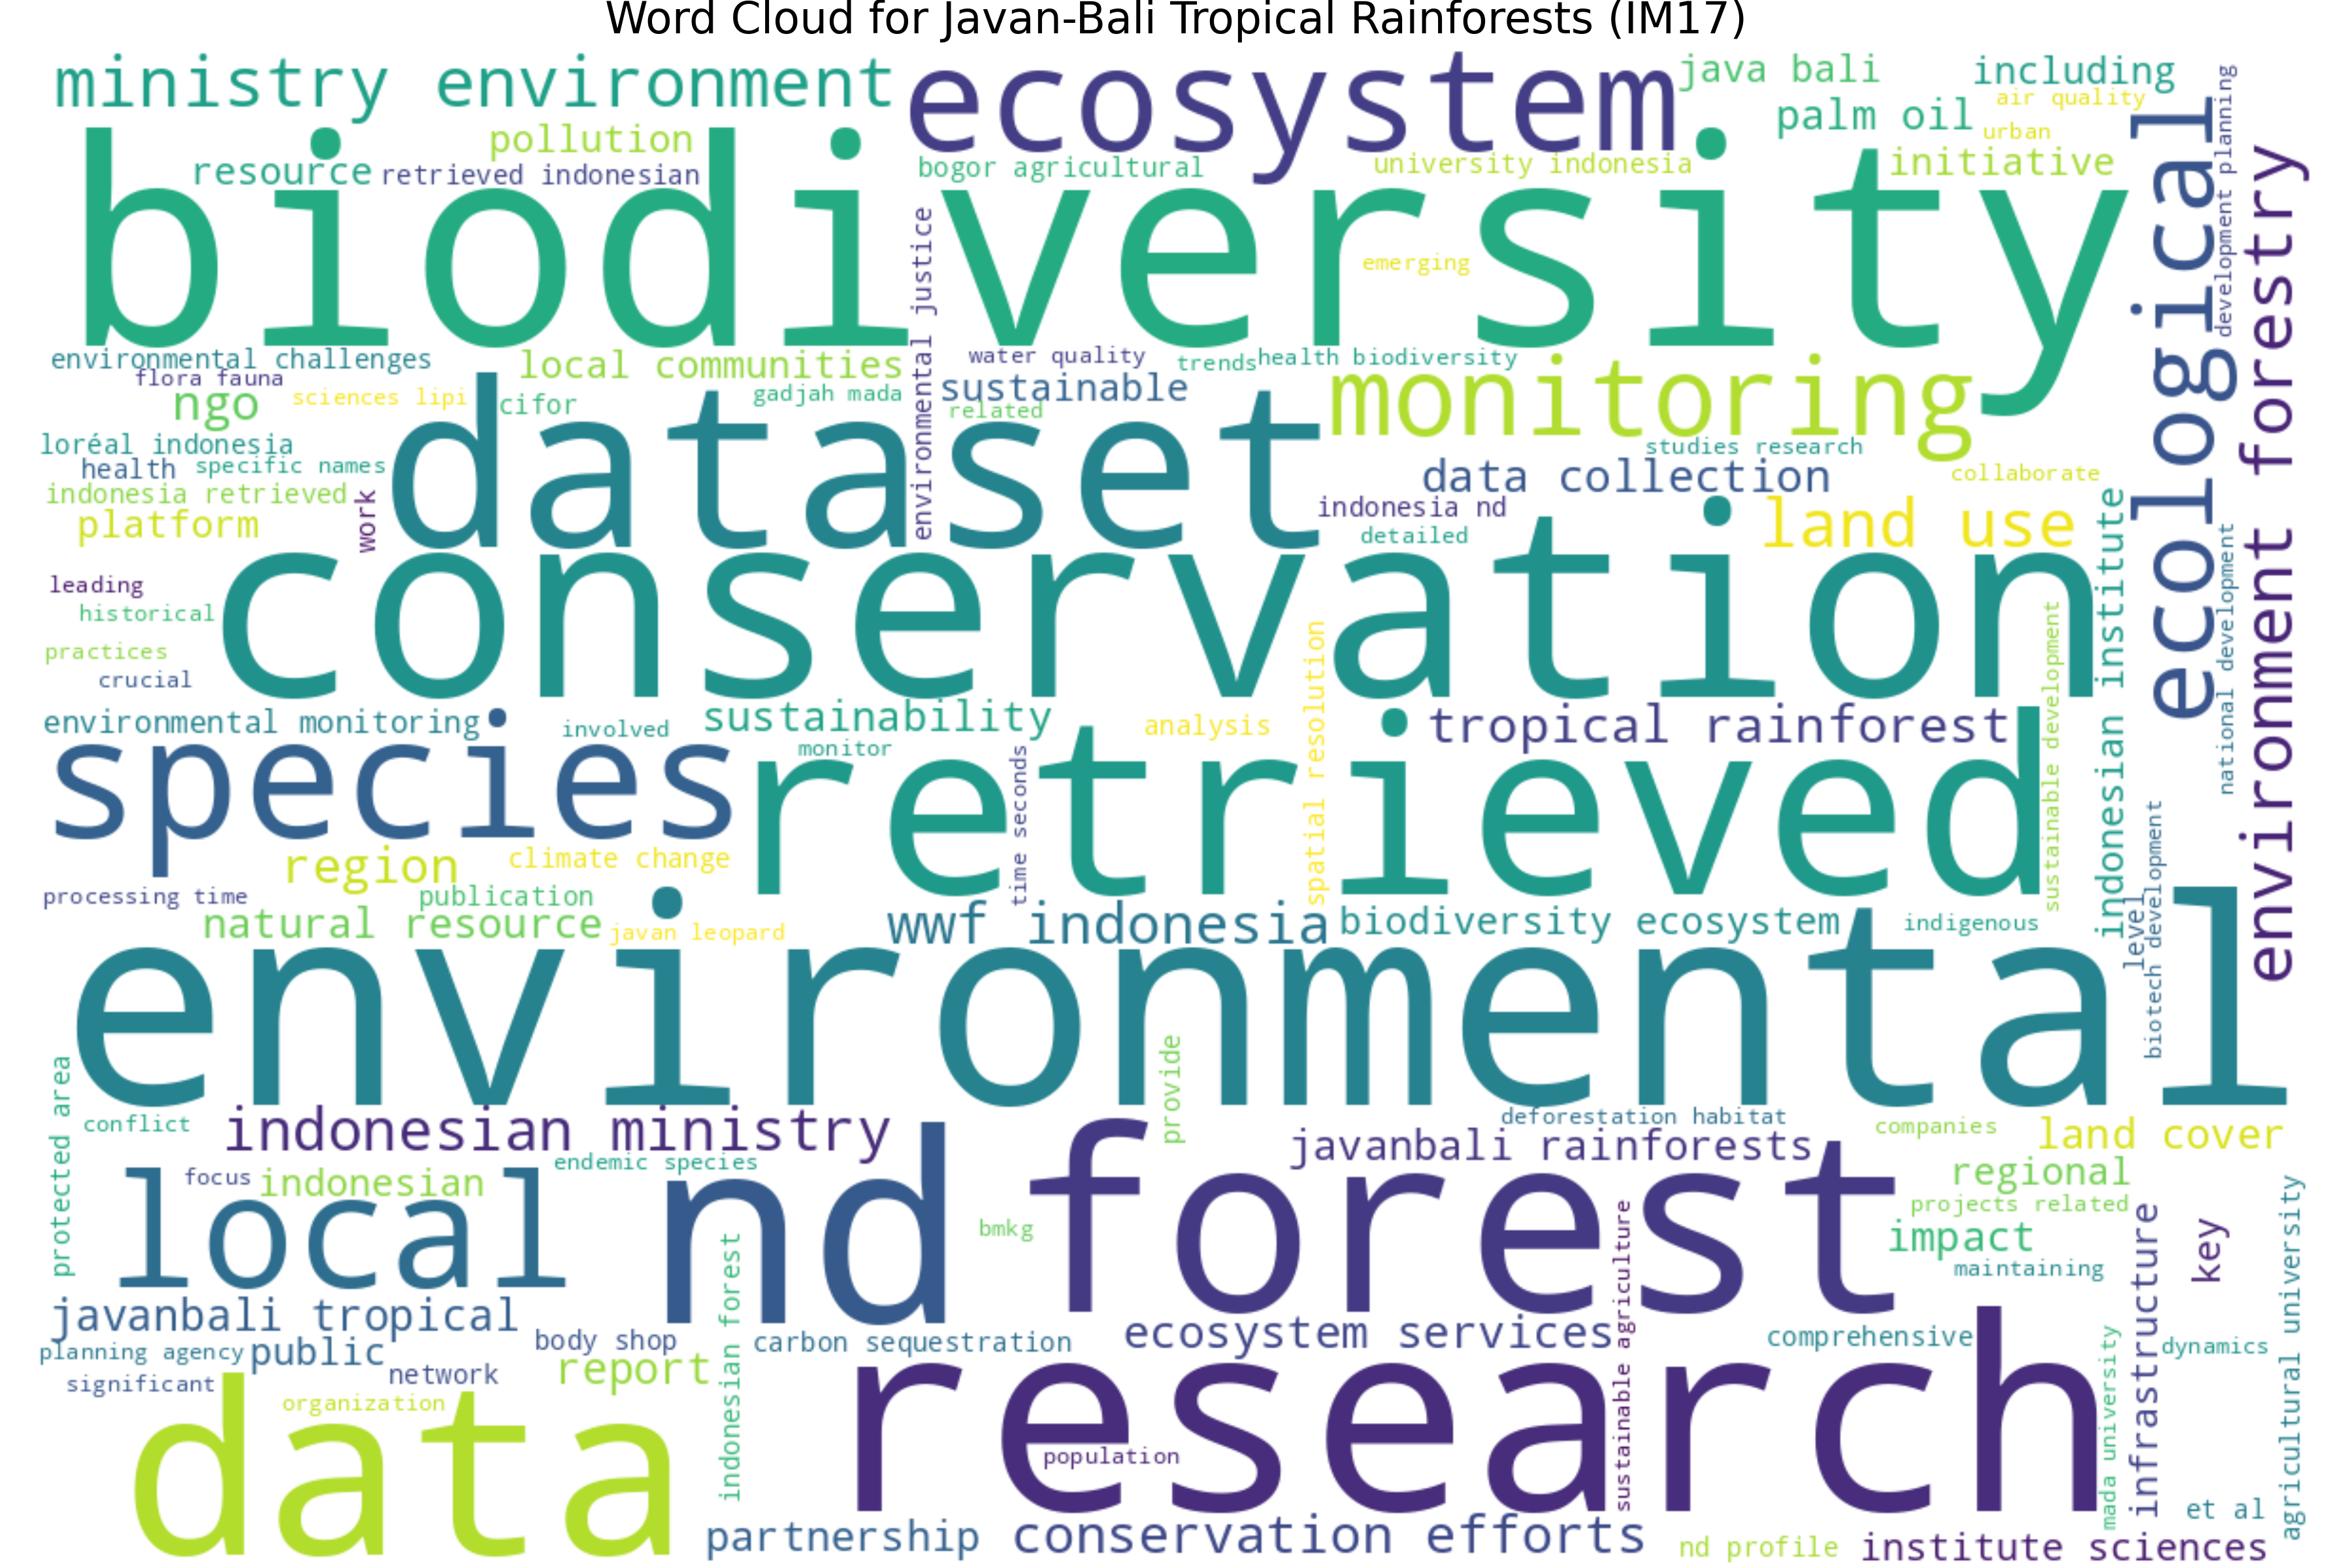 Word Cloud for Javan-Bali Tropical Rainforests (IM17)
ministry environment
ecosystem
java bali
including
air quality
palm oil
urban
pollution
initiative
resource
retrieved indonesian
bogor agricultural
university indonesia
biodiversity
ecological
development planning
environment forestry
emerging
environmental justice
environmental challenges
local communities
water quality
trends
health biodiversity
flora fauna
sciences lipi
gadjah mada
sustainable
monitoring
ngo
cifor
related
dataset
loréal indonesia
studies research
health
specific names
data collection
collaborate
indonesia retrieved
work
indonesia nd
land use
platform
detailed
indonesian institute
national development
conservation
leading
historical
practices
crucial
spatial resolution
sustainable development
environmental monitoring
involved
sustainability
analysis
tropical rainforest
monitor
species
retrieved
time seconds
region
climate change
biotech development
level
processing time
publication
natural resource
javan leopard
wwf indonesia
biodiversity ecosystem
indigenous
environmental
provide
protected area
conflict
indonesian ministry
deforestation habitat
companies
land cover
javanbali rainforests
endemic species
focus
indonesian
regional
local
nd
forest
projects related
bmkg
impact
key
maintaining
infrastructure
agricultural university
indonesian forest
sustainable agriculture
javanbali tropical
body shop
carbon sequestration
ecosystem services
comprehensive
dynamics
planning agency
public
network
report
significant
mada university
organization
data
research
population
et al
partnership
conservation efforts
nd profile
institute sciences